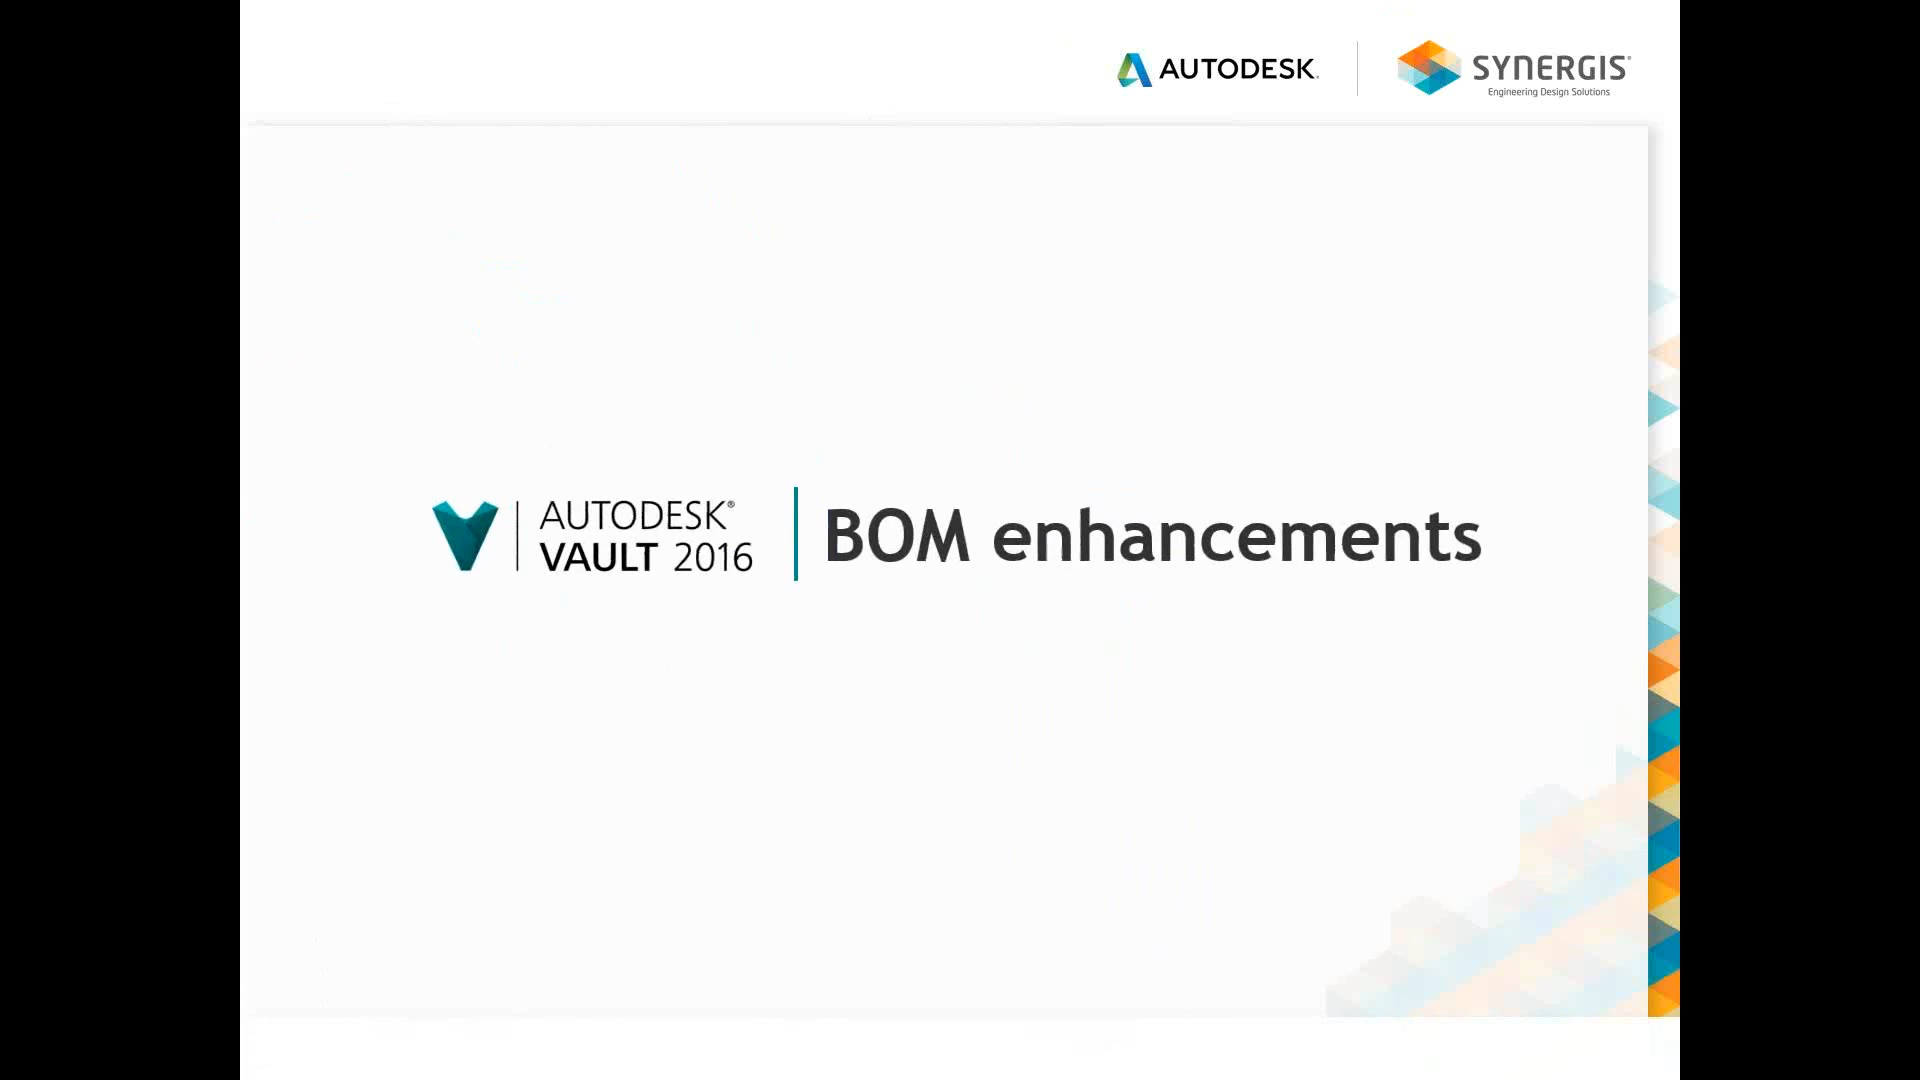 AUTODESK.
SYNERGIS®
Engineering Design Solutions
AUTODESK®
VAULT 2016
BOM enhancements